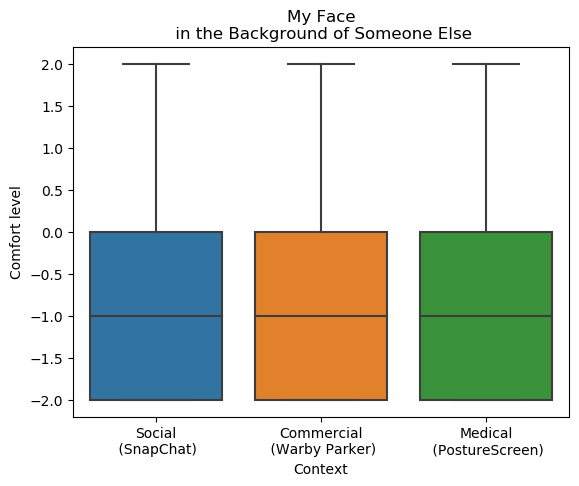 My Face
in the Background of Someone Else
Comfort level
2.0
1.5
1.0
0.5
0.0
−0.5
−1.0
−1.5
−2.0
Social
(SnapChat)
Commercial
(Warby Parker)
Medical
(PostureScreen)
Context